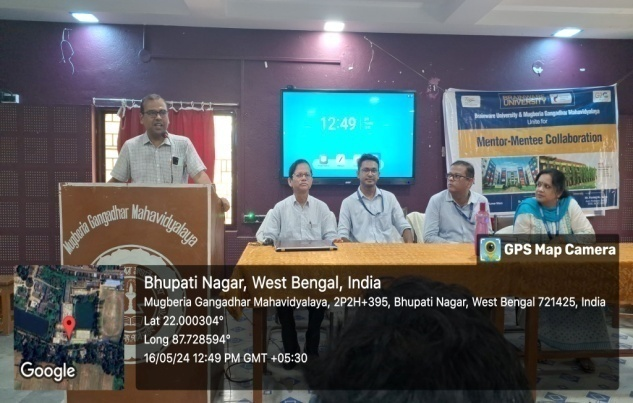 12:49
BRAINWARE
UNIVERSITY
Brainware University & Mugberia Gangadhar Mahavidyalaya
Units for
Mentor-Mentee Collaboration
Mugberia Gangadhar Mahavidyalaya
GPS Map Camera
Bhupati Nagar, West Bengal, India
Mugberia Gangadhar Mahavidyalaya, 2P2H+395, Bhupati Nagar, West Bengal 721425, India
Lat 22.000304°
Long 87.728594°
16/05/24 12:49 PM GMT +05:30
Google